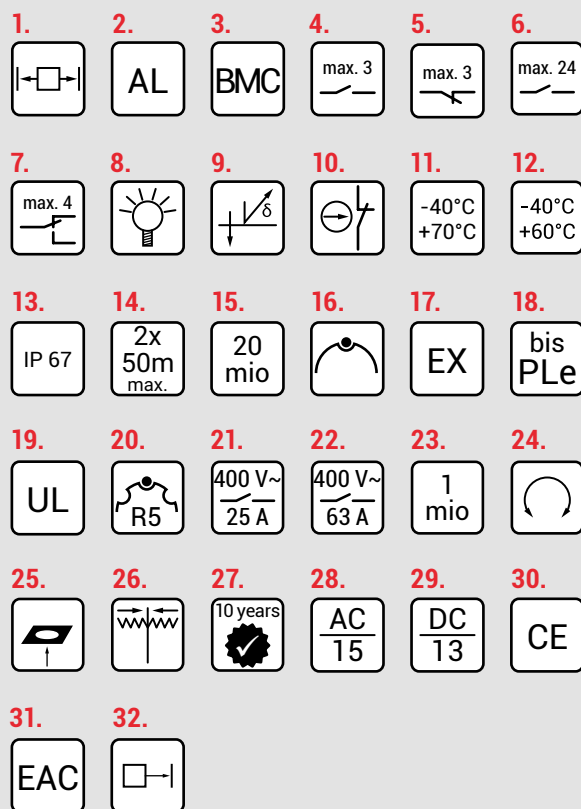 1. 2. 3. 4. 5. 6.
AL BMC max. 3 max. 3 max. 24
7. 8. 9. 10. 11. 12.
max. 4 δ -40°C -40°C
+70°C +60°C
13. 14. 15. 16. 17. 18.
IP 67 2x 20 EX bis
50m mio PLe
max.
19. 20. 21. 22. 23. 24.
UL R5 400 V~ 400 V~ 1
25 A 63 A mio
25. 26. 27. 28. 29. 30.
10 years AC DC CE
15 13
31. 32.
EAC